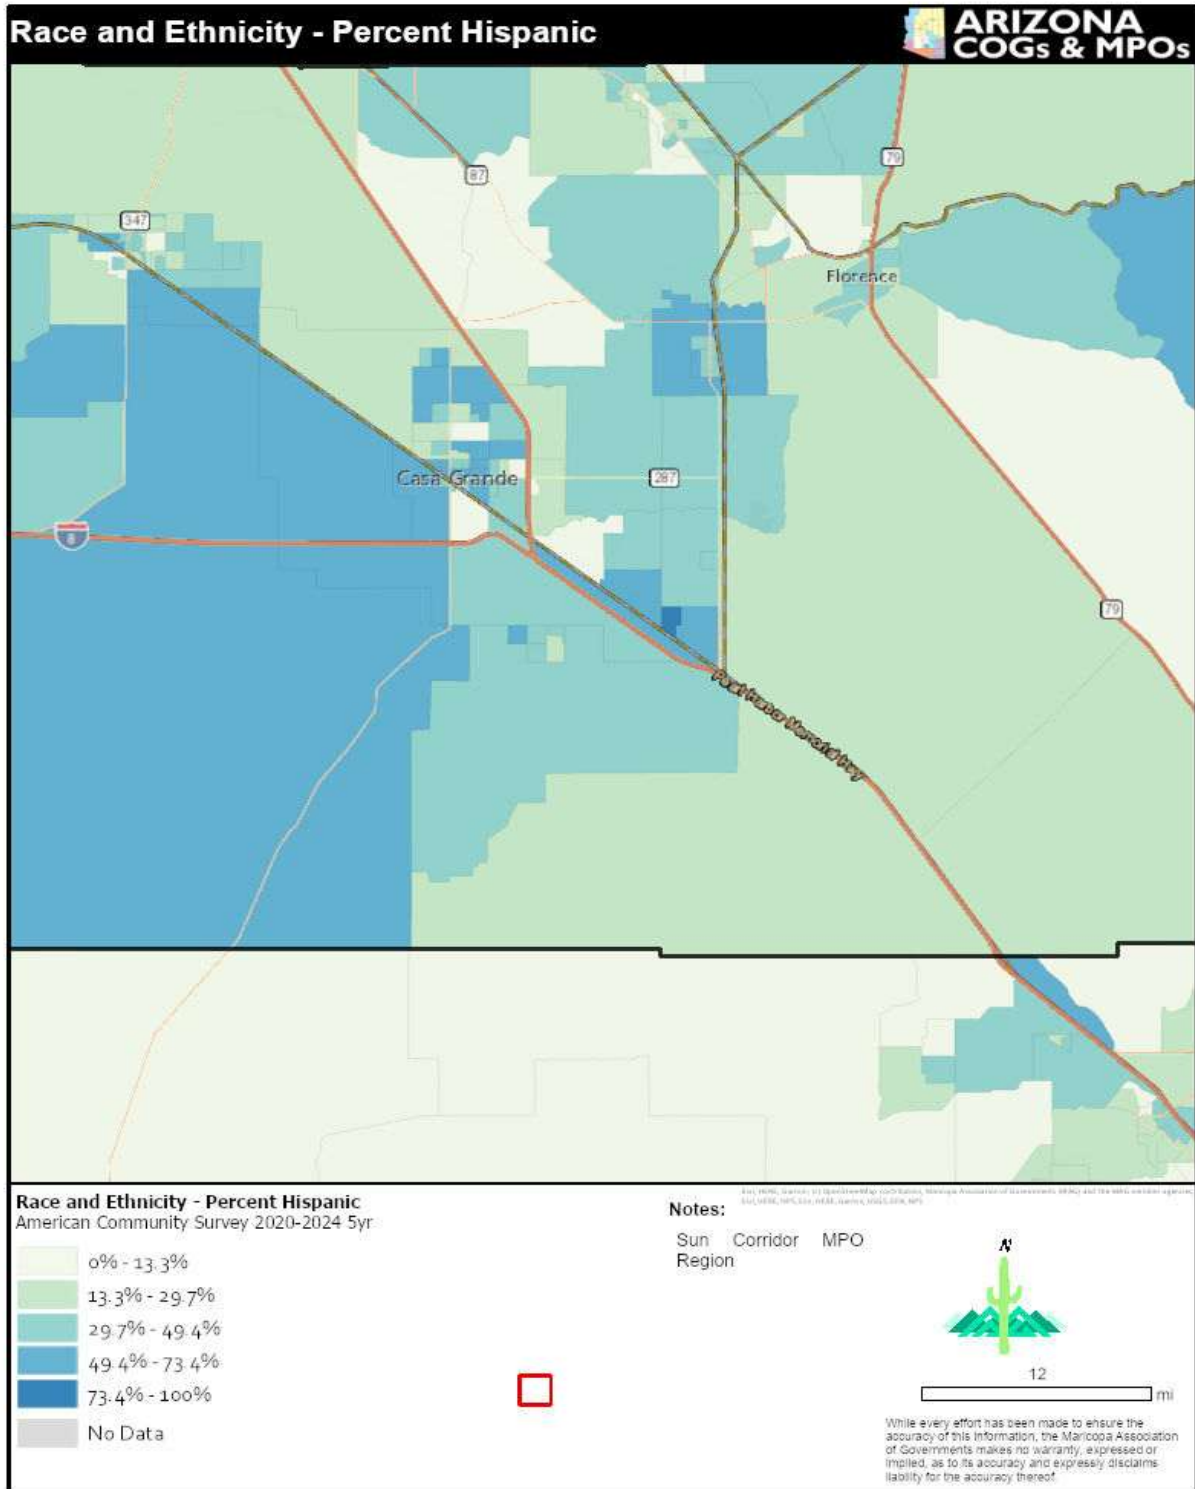 Race and Ethnicity - Percent Hispanic
ARIZONA
COGs & MPOs
79
87
347
Florence
Casa Grande
287
8
79
Pearl Harbor Memorial Hwy
Race and Ethnicity - Percent Hispanic
American Community Survey 2020-2024 5yr
0% - 13.3%
13.3% - 29.7%
29.7% - 49.4%
49.4% - 73.4%
73.4% - 100%
No Data
Notes:
Sun Corridor MPO
Region
N
12
mi
While every effort has been made to ensure the
accuracy of this information, the Maricopa Association
of Governments makes no warranty, expressed or
implied, as to its accuracy and expressly disclaims
liability for the accuracy thereof.